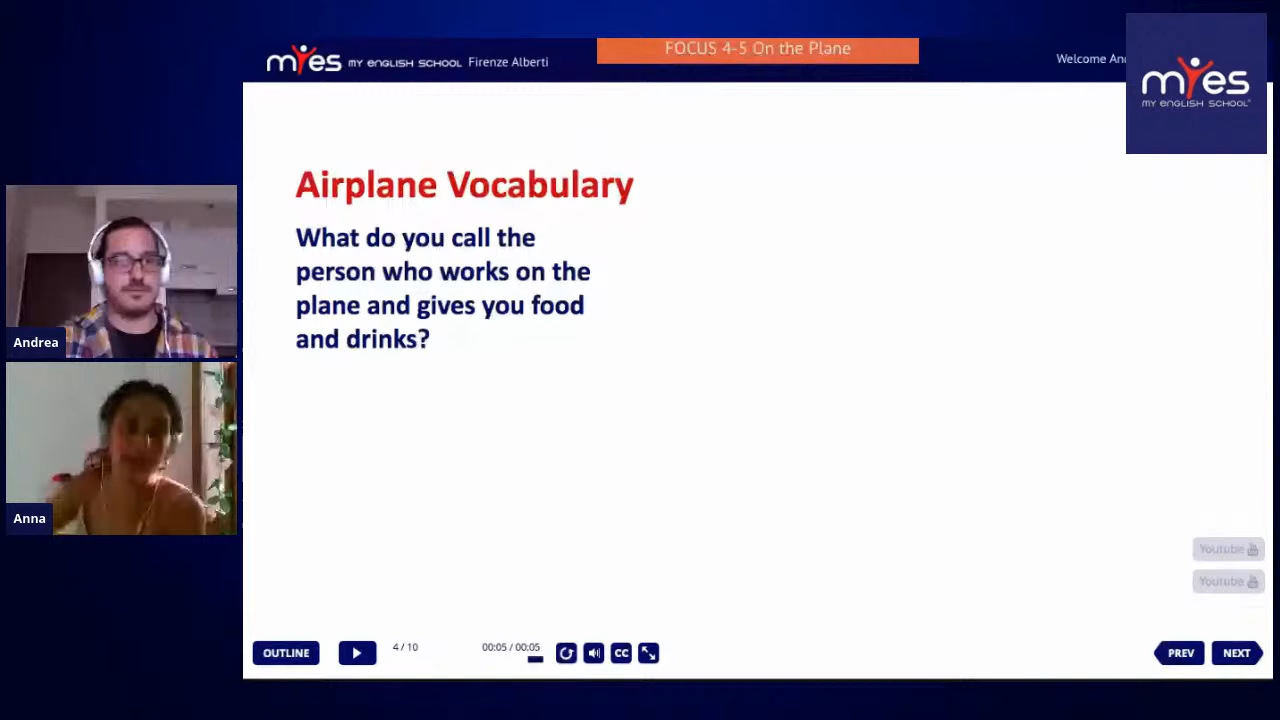 FOCUS 4-5 On the Plane
myes MY ENGLISH SCHOOL Firenze Alberti
Welcome
myes
MY ENGLISH SCHOOL
Airplane Vocabulary
What do you call the
person who works on the
plane and gives you food
and drinks?
Andrea
Anna
Youtube
Youtube
OUTLINE
4 / 10
00:05 / 00:05
CC
PREV
NEXT